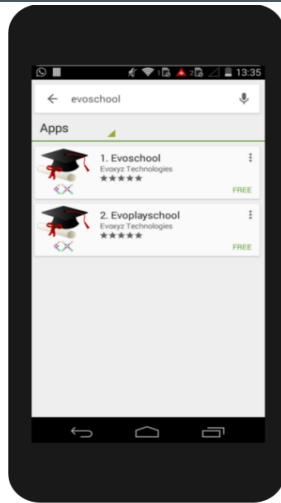 13:35
evoschool
Apps
1. Evoschool
Evoxyz Technologies
FREE
2. Evoplayschool
Evoxyz Technologies
FREE